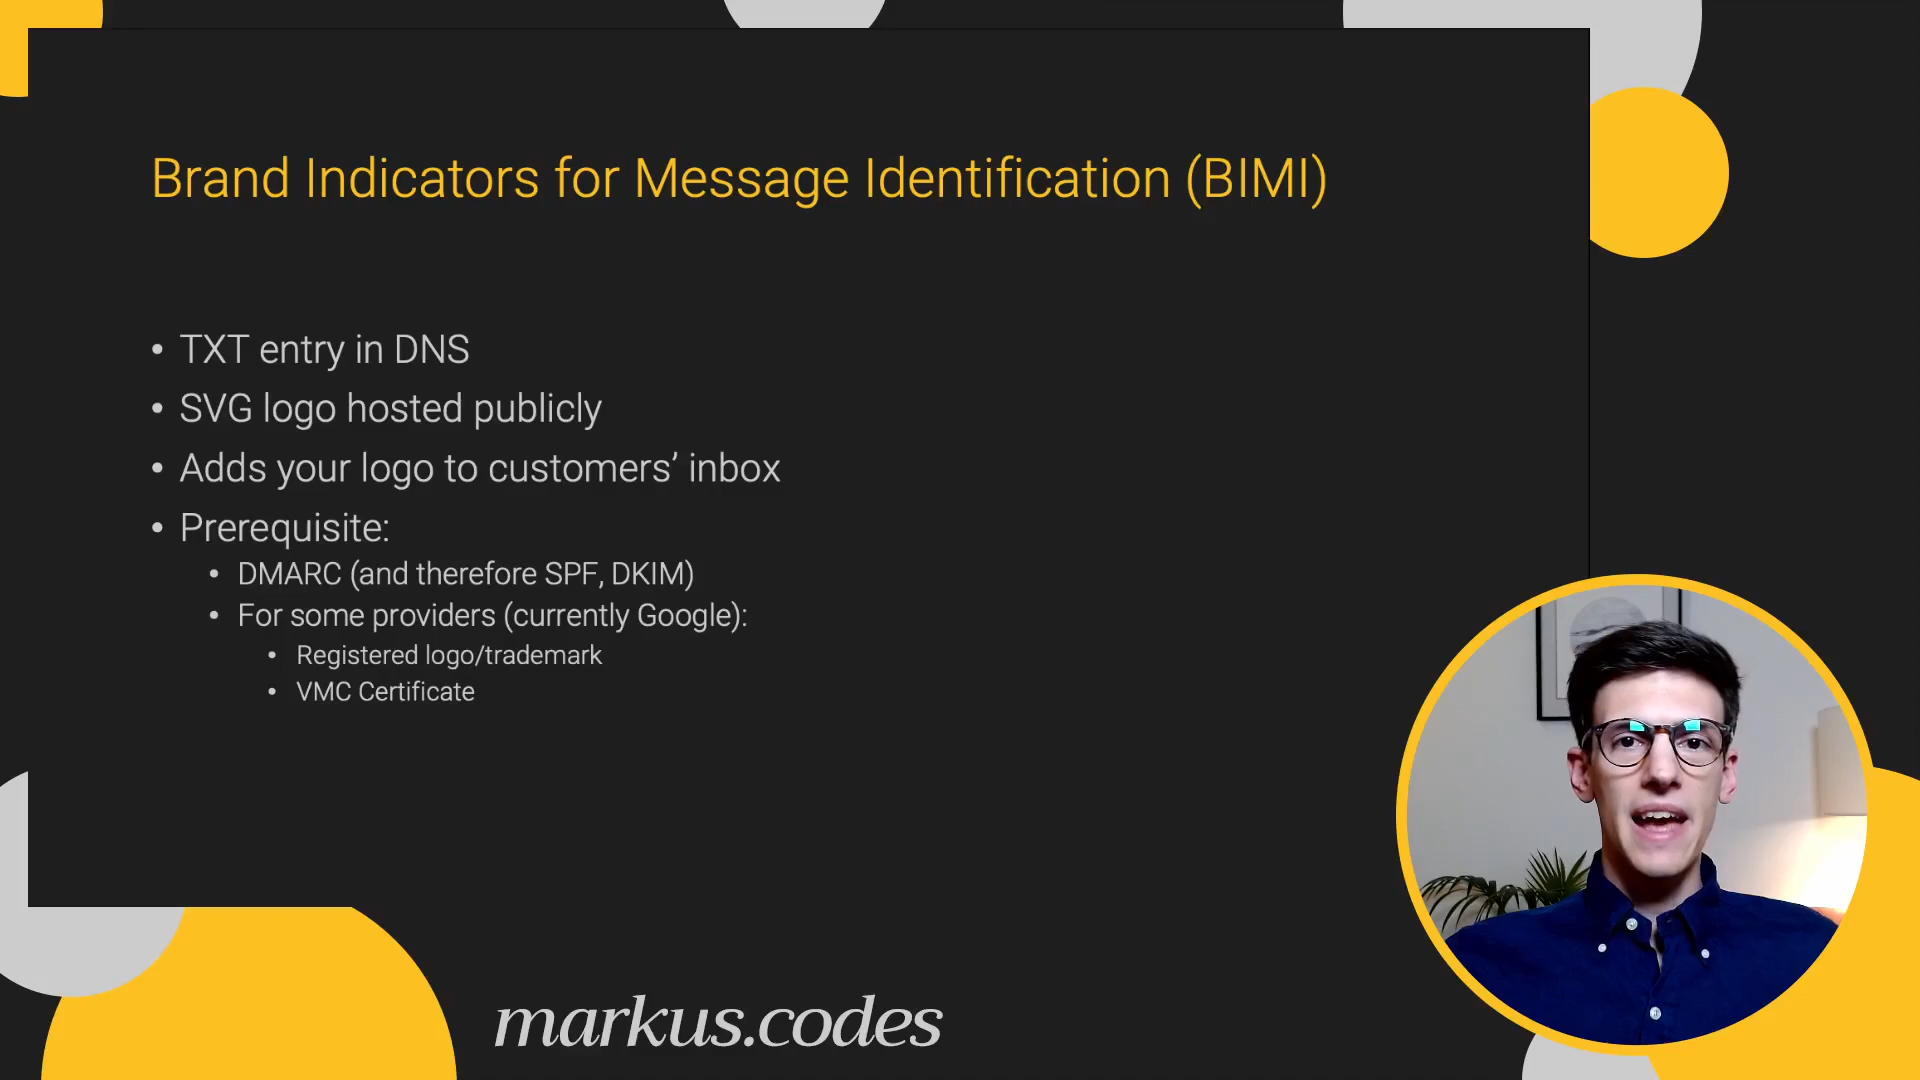 Brand Indicators for Message Identification (BIMI)
• TXT entry in DNS
• SVG logo hosted publicly
• Adds your logo to customers’ inbox
• Prerequisite:
• DMARC (and therefore SPF, DKIM)
• For some providers (currently Google):
• Registered logo/trademark
• VMC Certificate
markus.codes